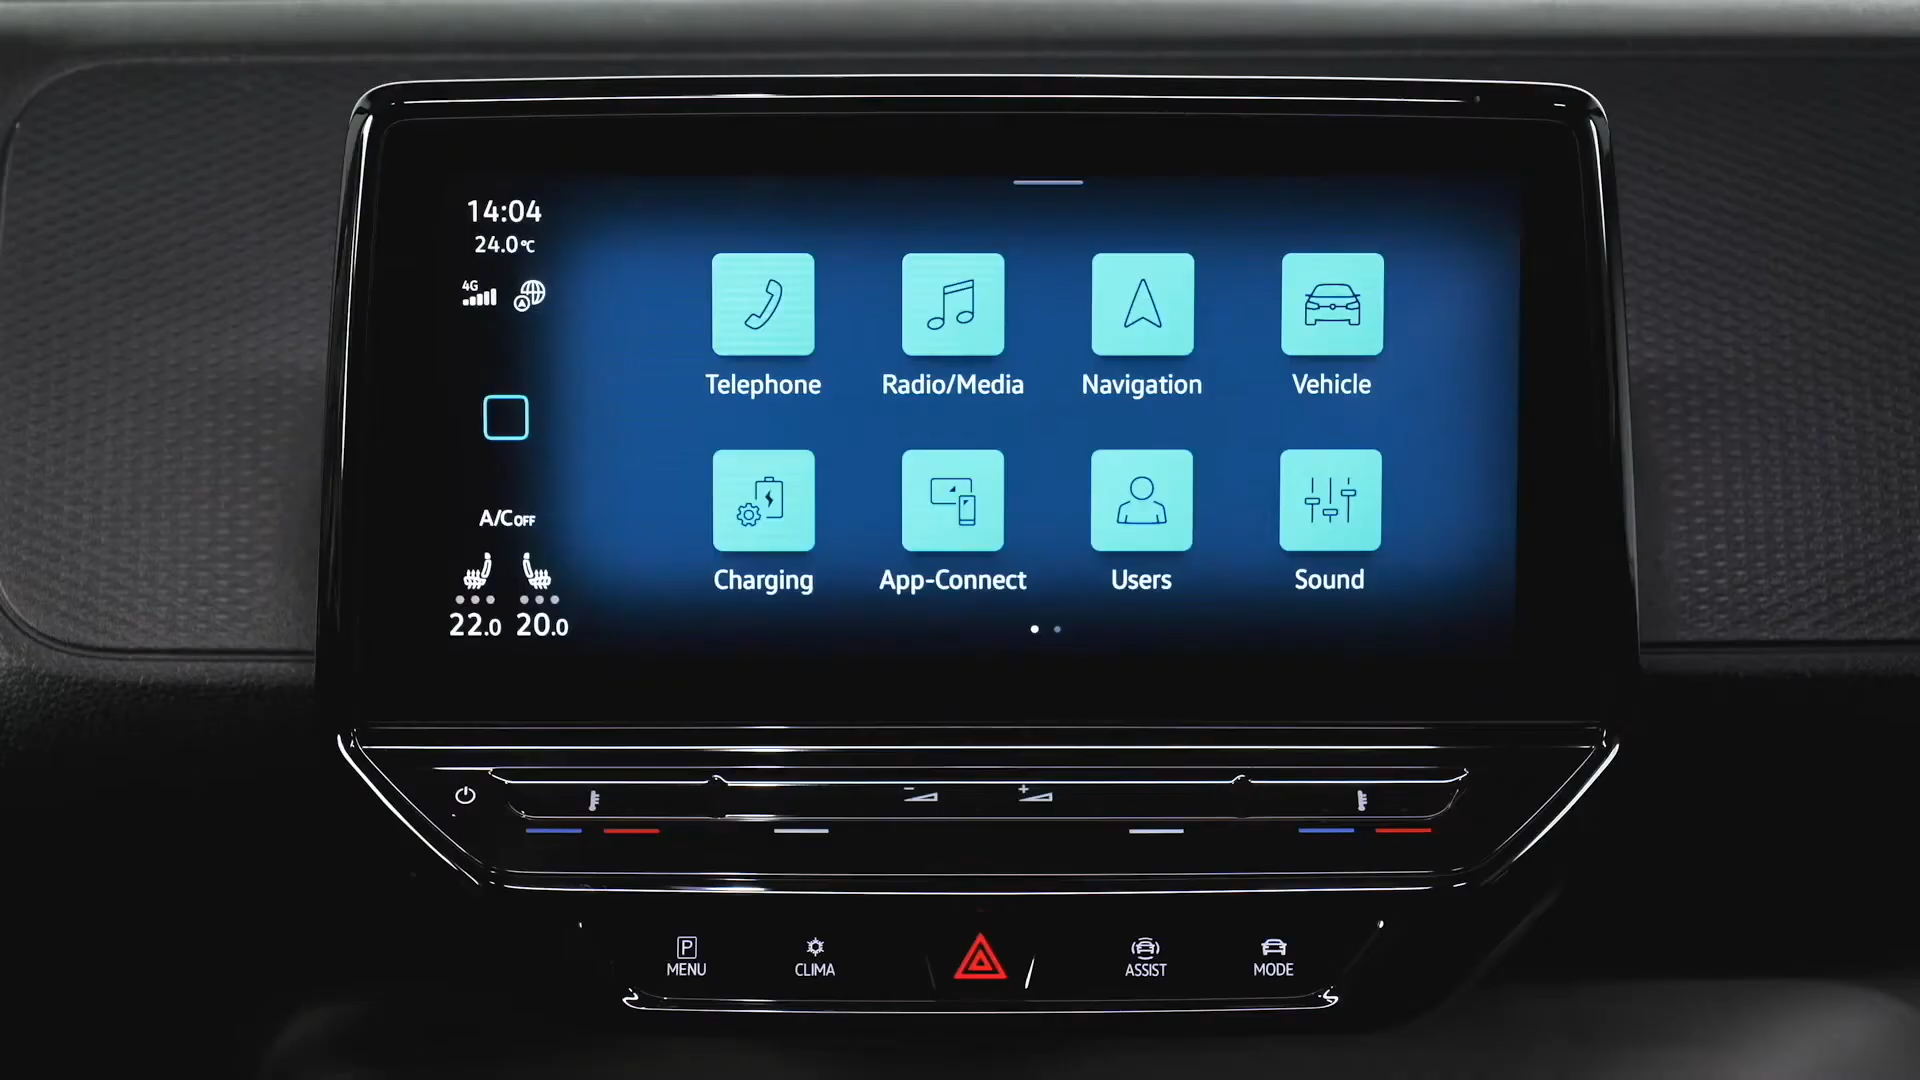 14:04
24.0°C
4G
Telephone
Radio/Media
Navigation
Vehicle
A/C OFF
Charging
App-Connect
Users
Sound
22.0 20.0
P
MENU
CLIMA
ASSIST
MODE